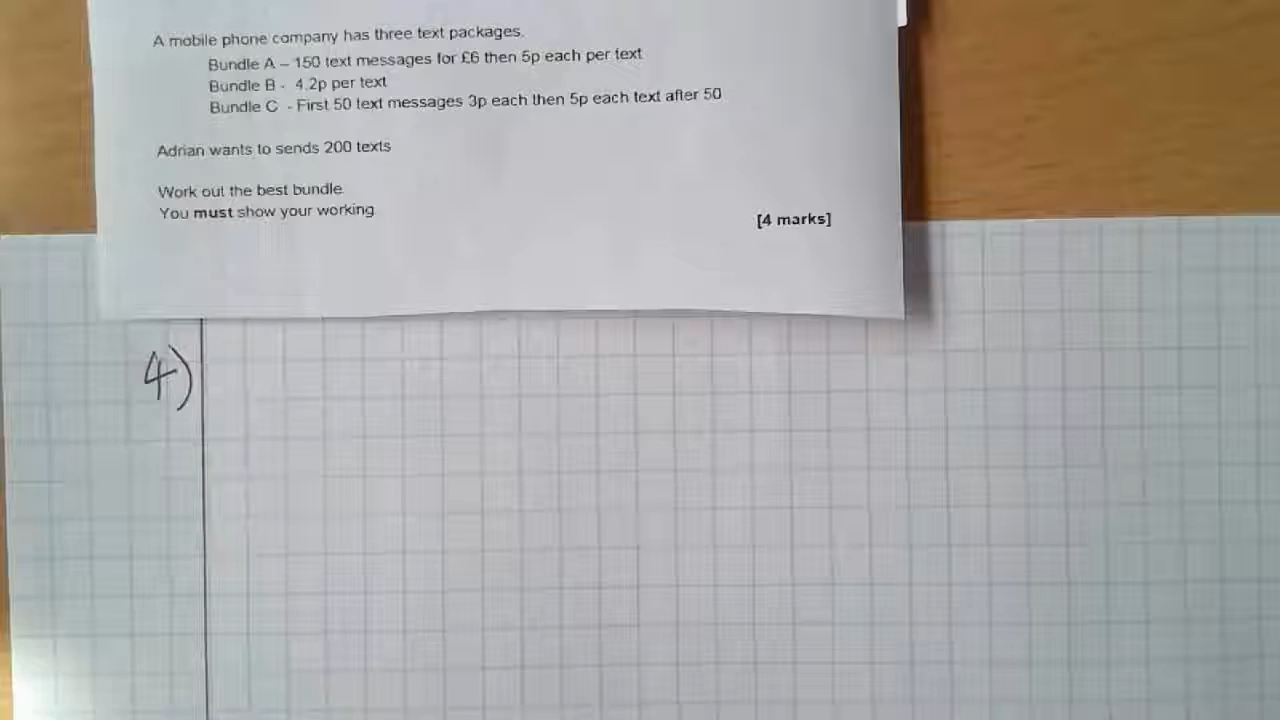 A mobile phone company has three text packages.
Bundle A – 150 text messages for £6 then 5p each per text
Bundle B - 4.2p per text
Bundle C - First 50 text messages 3p each then 5p each text after 50
Adrian wants to sends 200 texts
Work out the best bundle
You must show your working
[4 marks]
4)